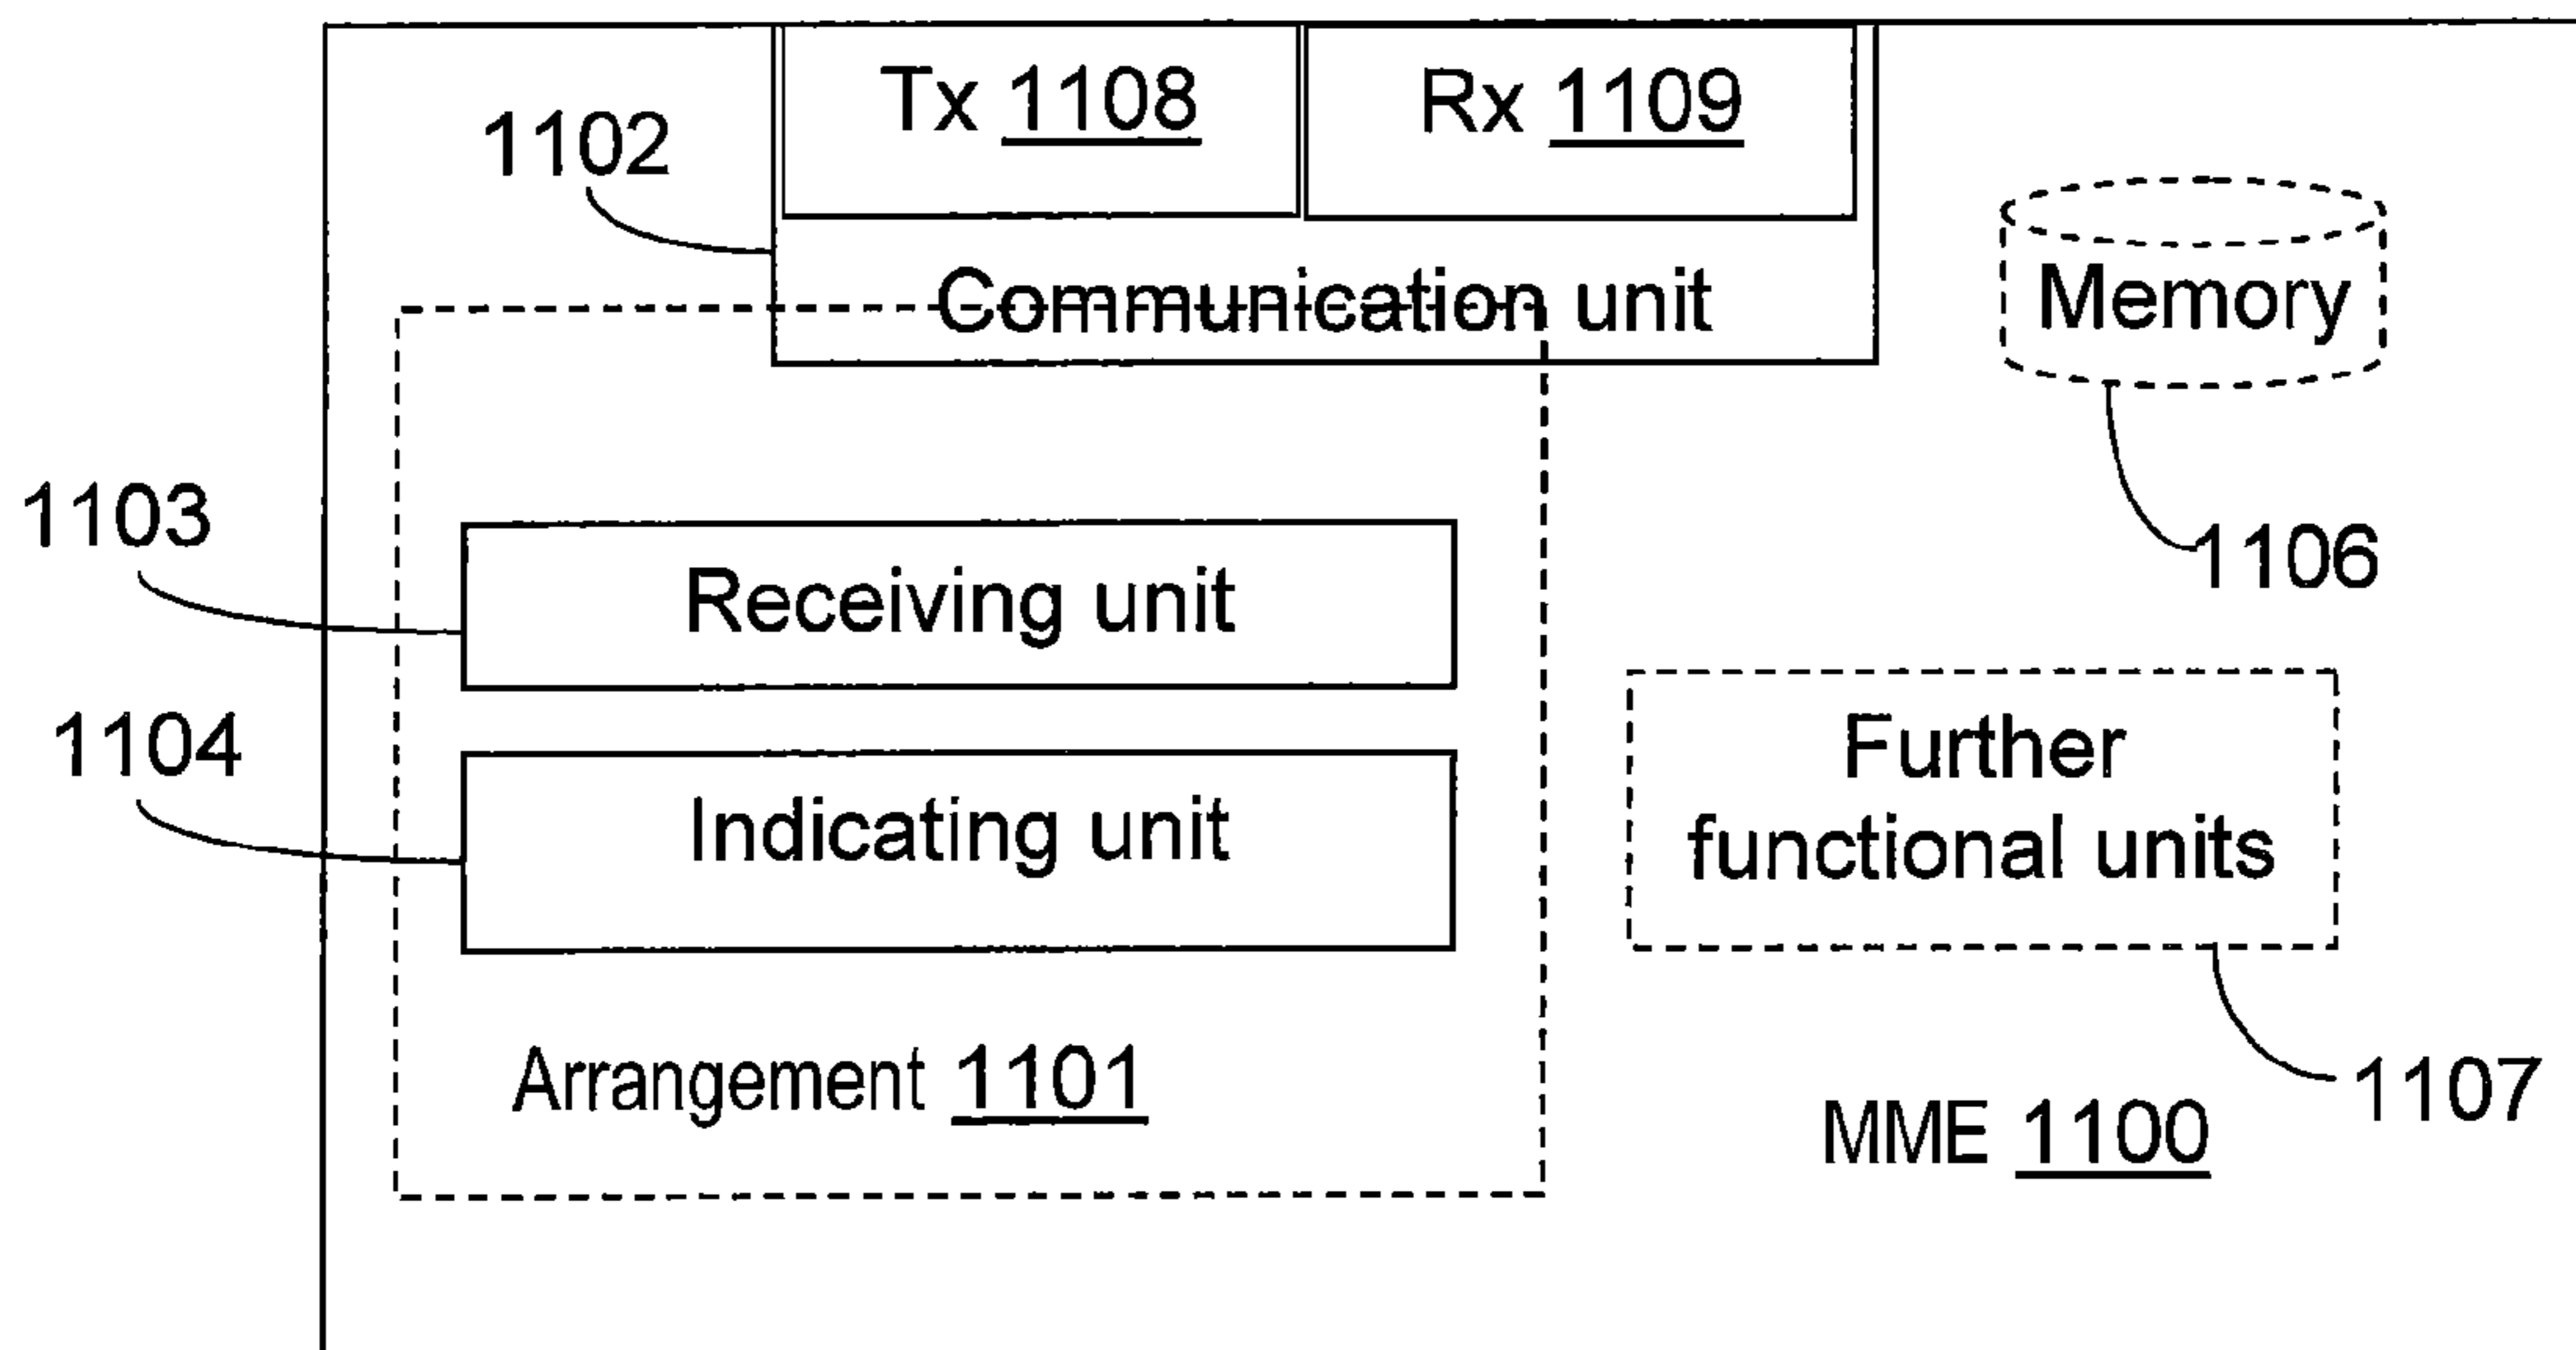 Tx 1108
Rx 1109
1102
Communication unit
Memory
1103
1106
Receiving unit
1104
Further
functional units
Indicating unit
Arrangement 1101
1107
MME 1100